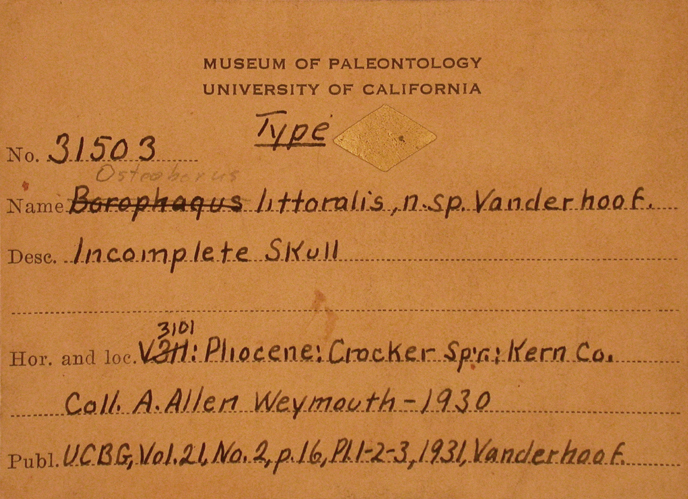 MUSEUM OF PALEONTOLOGY
UNIVERSITY OF CALIFORNIA
Type
No. 31503
Osteoborus
Name Borophagus littoralis, n.sp. Vanderhoof.
Desc. Incomplete Skull
3101
Hor. and loc. V311: Pliocene: Crocker Spr.: Kern Co.
Coll. A. Allen Weymouth - 1930
Publ. UCBG, Vol. 21, No. 2, p. 16, Pl. 1-2-3, 1931, Vanderhoof.